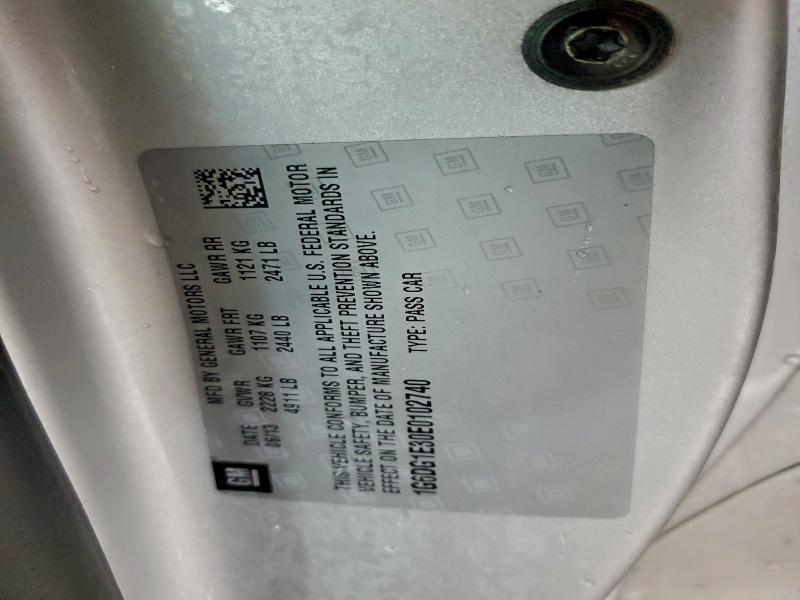 GM
MFD BY GENERAL MOTORS LLC
DATE GVWR GAWR FRT GAWR RR
06/13 2228 KG 1107 KG 1121 KG
4911 LB 2440 LB 2471 LB
THIS VEHICLE CONFORMS TO ALL APPLICABLE U.S. FEDERAL MOTOR
VEHICLE SAFETY, BUMPER, AND THEFT PREVENTION STANDARDS IN
EFFECT ON THE DATE OF MANUFACTURE SHOWN ABOVE.
1G6DG1E30E0102740 TYPE: PASS CAR